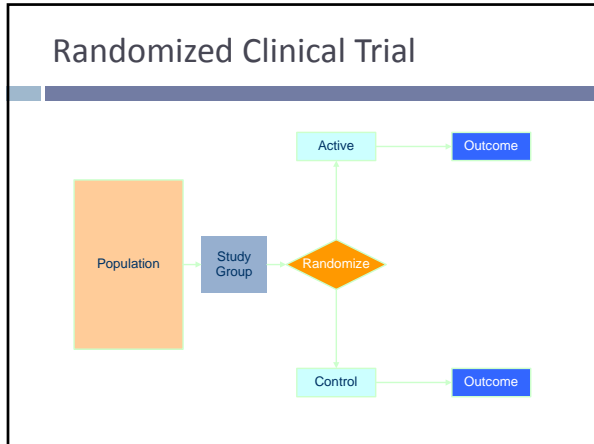 Randomized Clinical Trial
Active
Outcome
Population
Study
Group
Randomize
Control
Outcome